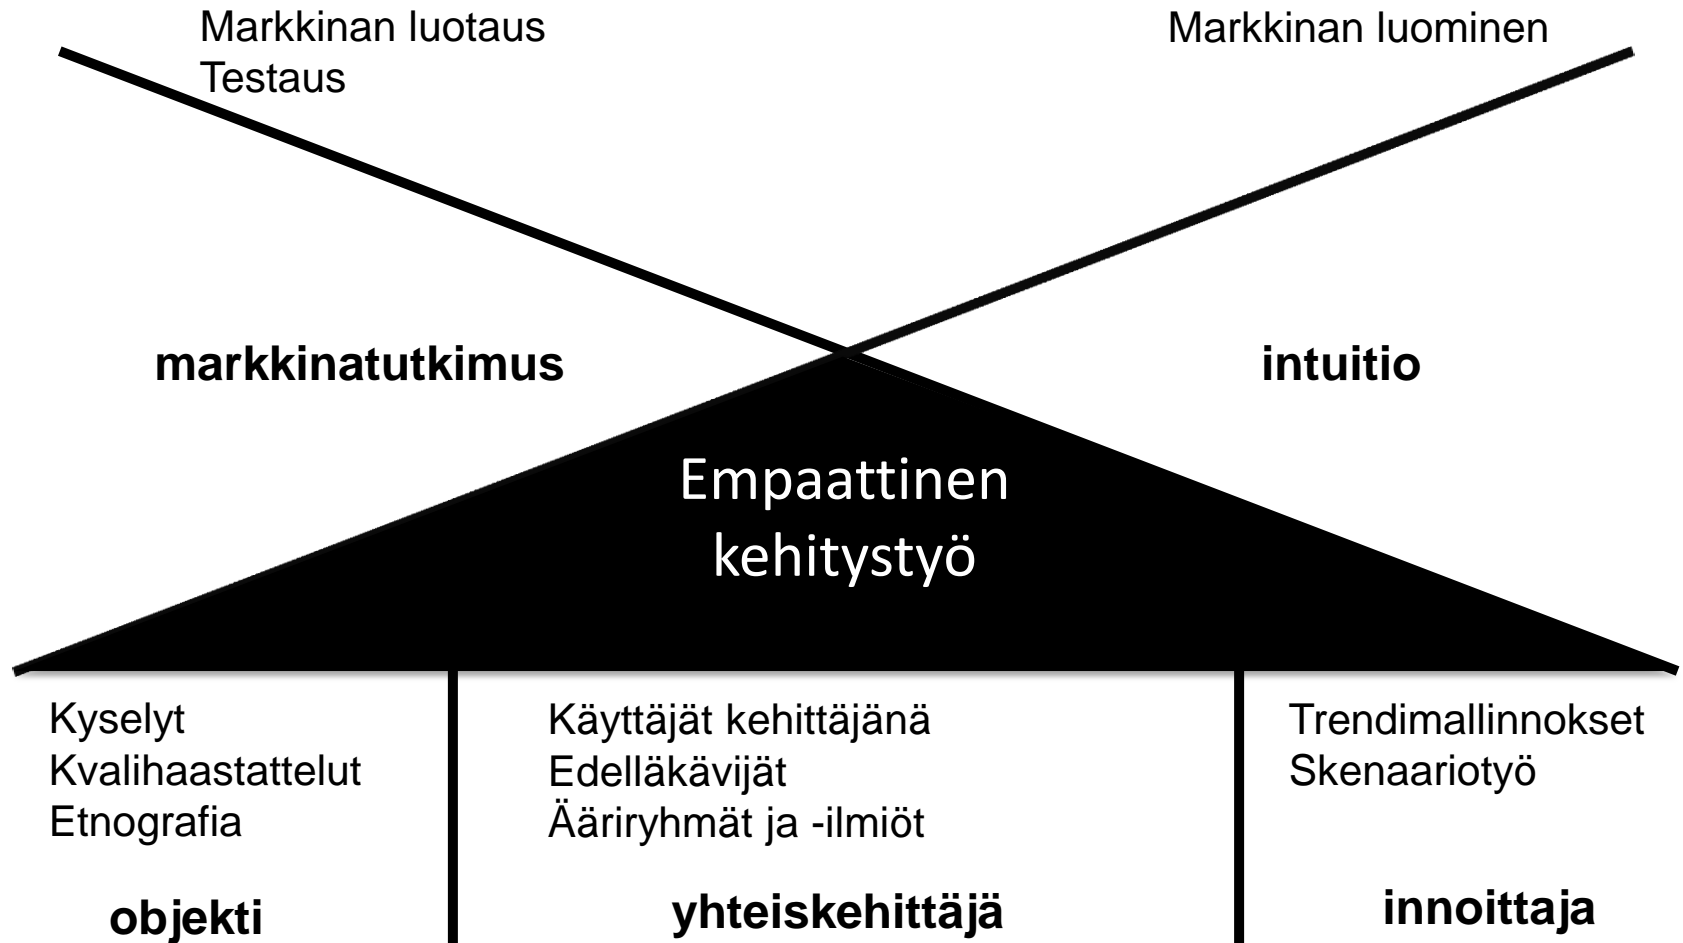 Markkinan luotaus
Testaus
Markkinan luominen
markkinatutkimus
intuitio
Empaattinen
kehitystyö
Kyselyt
Kvalihaastattelut
Etnografia
objekti
Käyttäjät kehittäjänä
Edelläkävijät
Ääriryhmät ja -ilmiöt
yhteiskehittäjä
Trendimallinnokset
Skenaariotyö
innoittaja